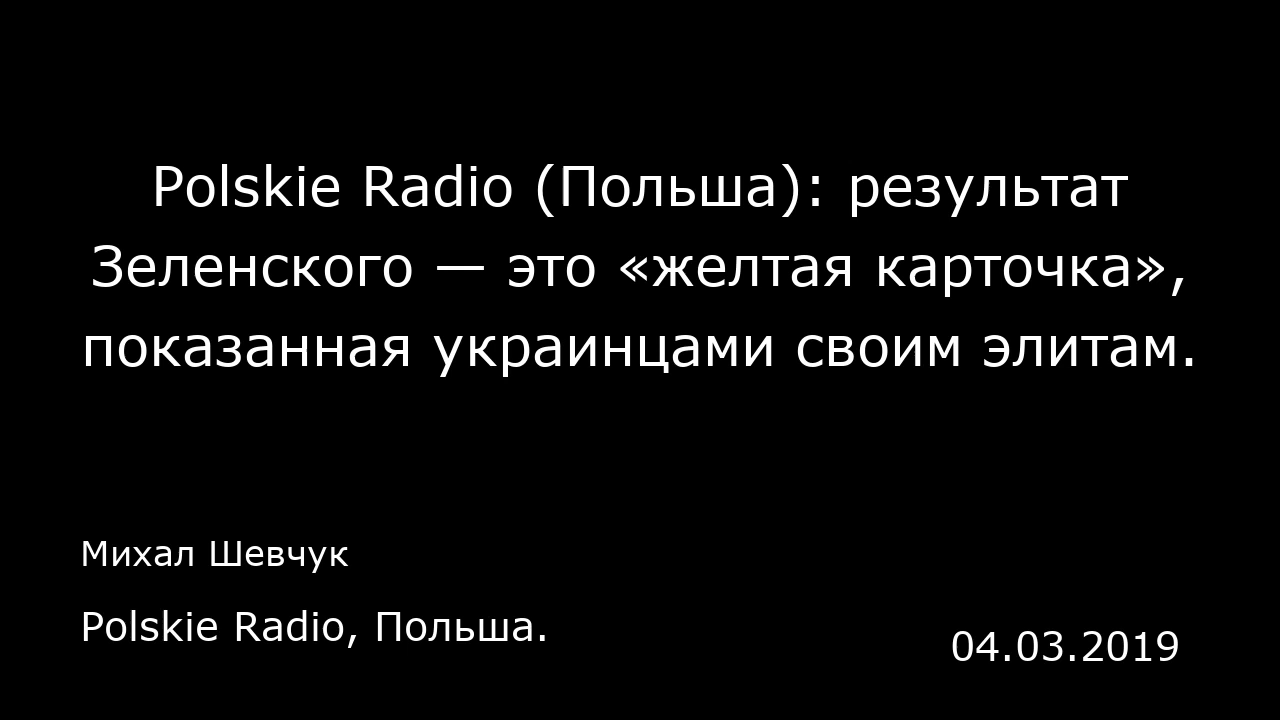 Polskie Radio (Польша): результат
Зеленского — это «желтая карточка»,
показанная украинцами своим элитам.
Михал Шевчук
Polskie Radio, Польша.
04.03.2019